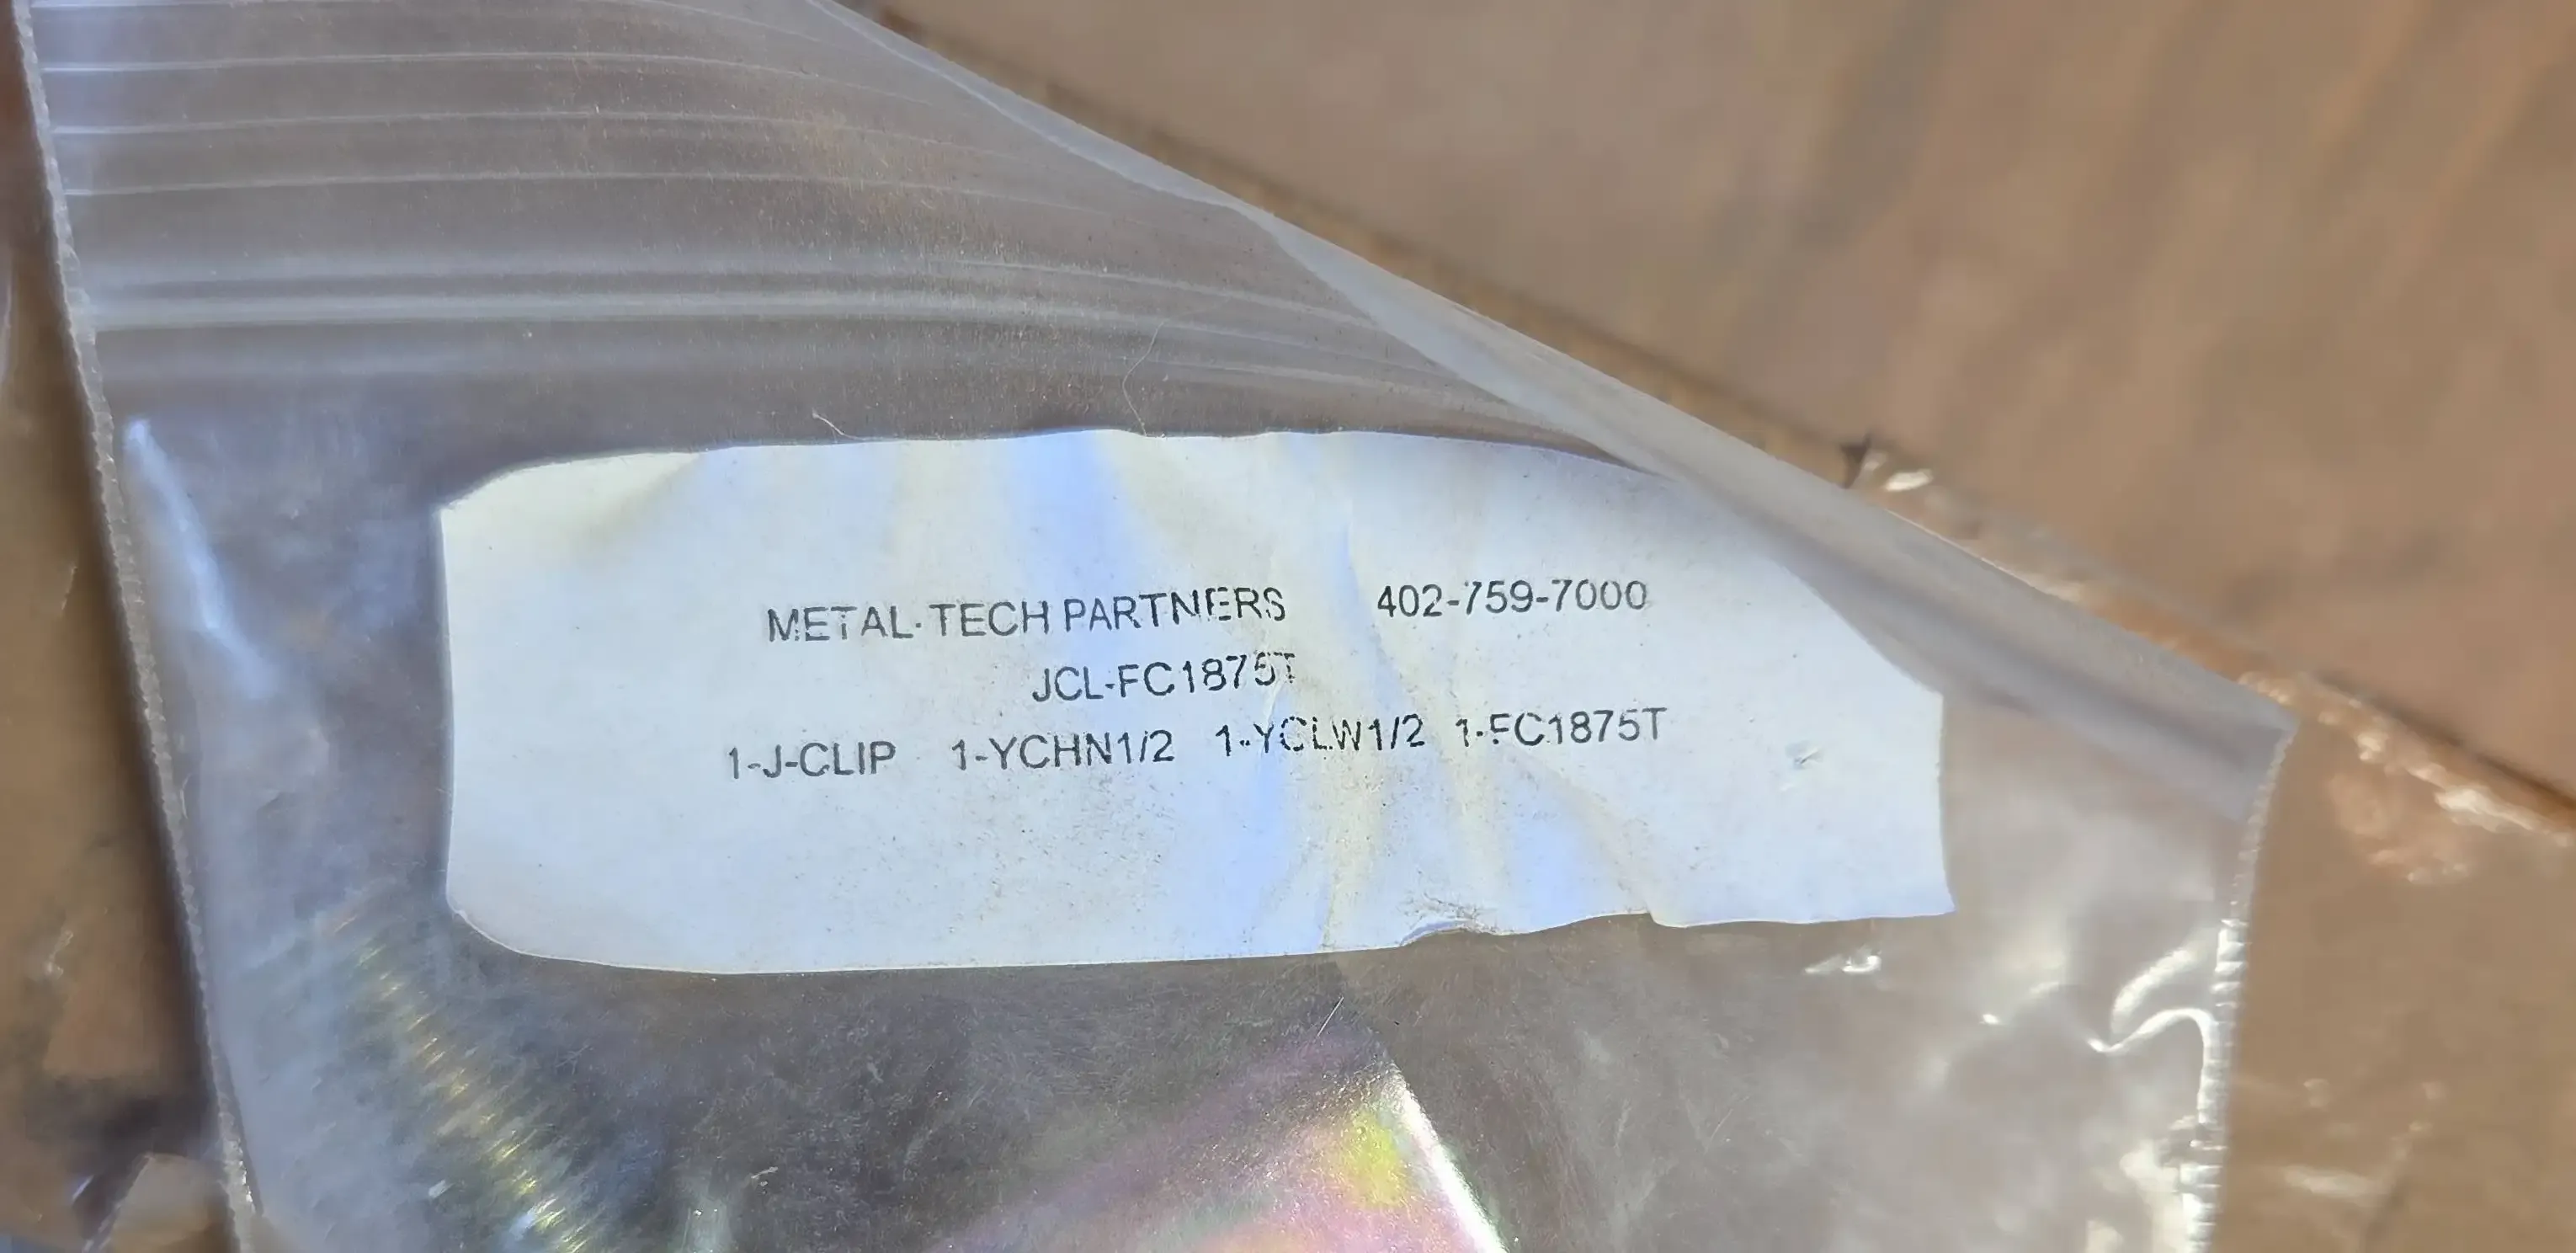 METAL-TECH PARTNERS 402-759-7000
JCL-FC1875T
1-J-CLIP 1-YCHN1/2 1-YCLW1/2 1-FC1875T